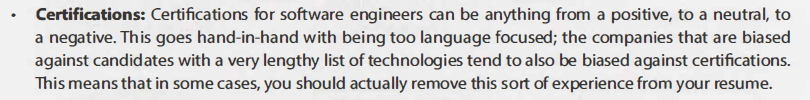 • Certifications: Certifications for software engineers can be anything from a positive, to a neutral, to
a negative. This goes hand-in-hand with being too language focused; the companies that are biased
against candidates with a very lengthy list of technologies tend to also be biased against certifications.
This means that in some cases, you should actually remove this sort of experience from your resume.